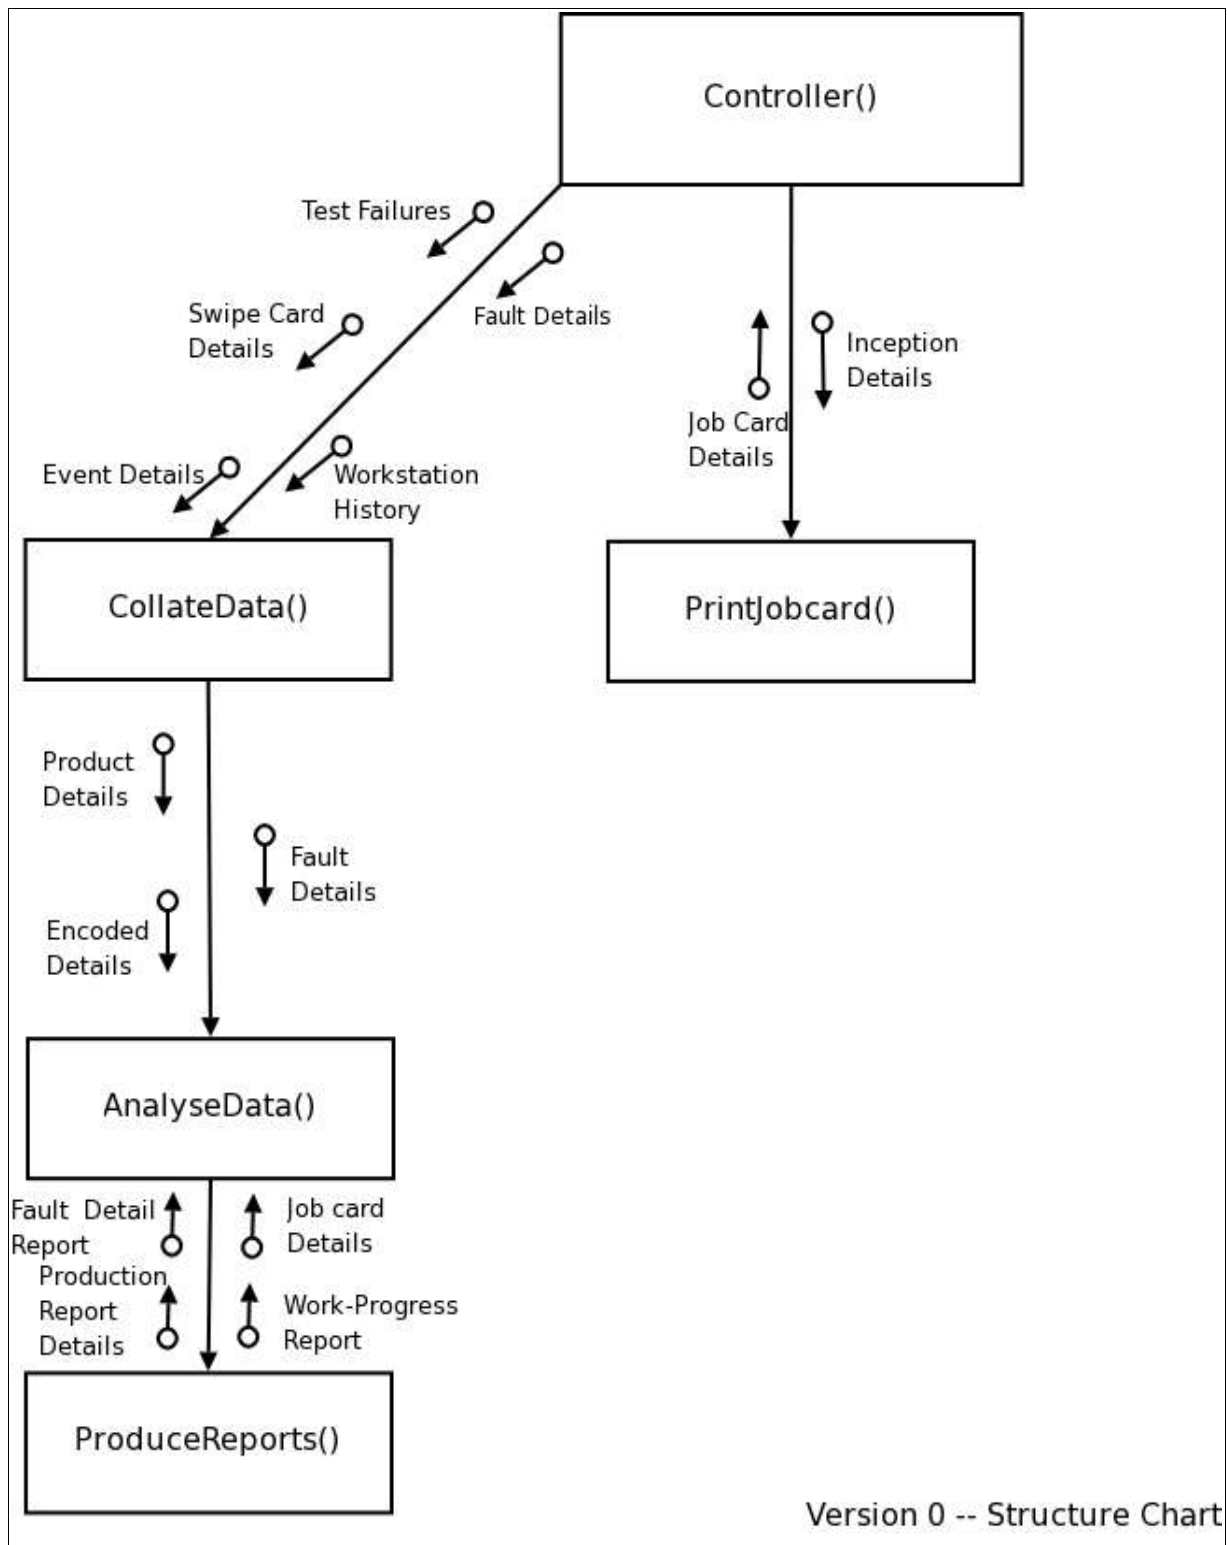 Controller()
Test Failures
Fault Details
Swipe Card
Details
Inception
Details
Job Card
Details
Event Details
Workstation
History
CollateData()
PrintJobcard()
Product
Details
Fault
Details
Encoded
Details
AnalyseData()
Fault Detail
Report
Job card
Details
Production
Report
Details
Work-Progress
Report
ProduceReports()
Version 0 -- Structure Chart